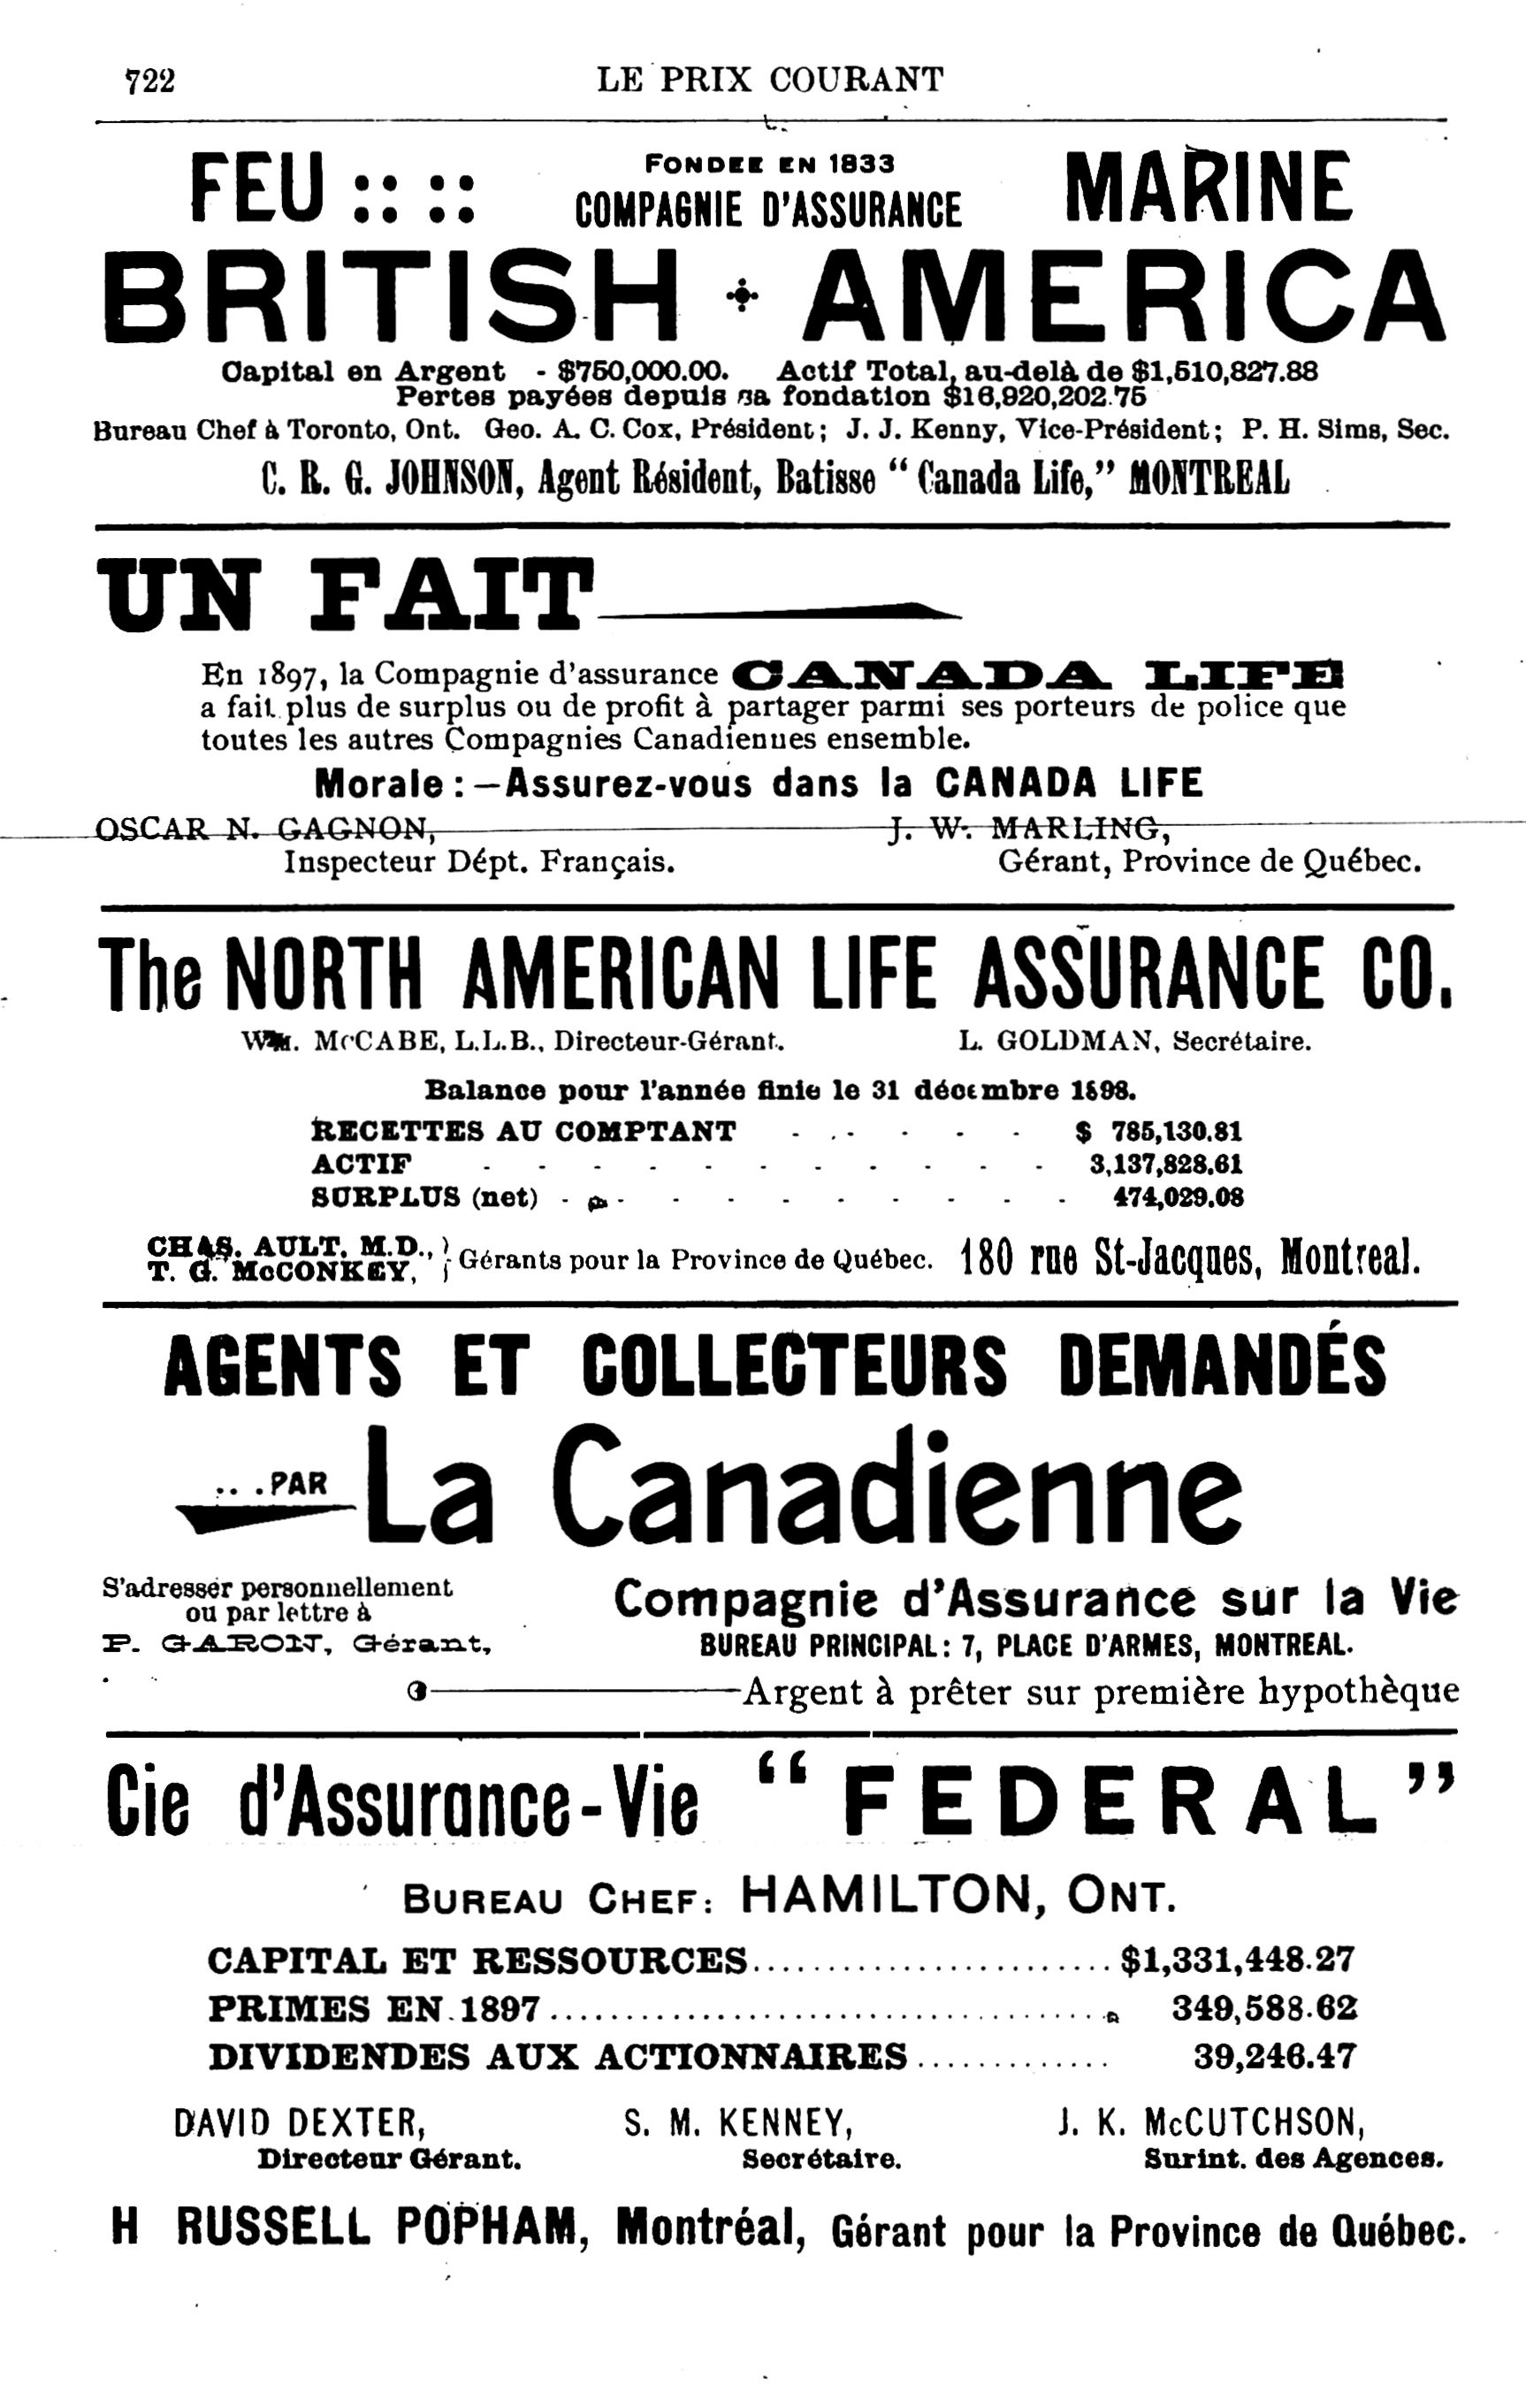 722 LE PRIX COURANT
FEU :: :: FONDEE EN 1833 MARINE
COMPAGNIE D'ASSURANCE
BRITISH AMERICA
Capital en Argent - $750,000.00. Actif Total, au-delà de $1,510,827.88
Pertes payées depuis sa fondation $16,920,202.75
Bureau Chef à Toronto, Ont. Geo. A. C. Cox, Président; J. J. Kenny, Vice-Président; P. H. Sims, Sec.
C. R. G. JOHNSON, Agent Résident, Batisse "Canada Life," MONTREAL
UN FAIT
En 1897, la Compagnie d'assurance CANADA LIFE
a fait plus de surplus ou de profit à partager parmi ses porteurs de police que
toutes les autres Compagnies Canadiennes ensemble.
Morale :—Assurez-vous dans la CANADA LIFE
OSCAR N. GAGNON, J. W. MARLING,
Inspecteur Dépt. Français. Gérant, Province de Québec.
The NORTH AMERICAN LIFE ASSURANCE CO.
WM. McCABE, L.L.B., Directeur-Gérant. L. GOLDMAN, Secrétaire.
Balance pour l'année finie le 31 décembre 1898.
RECETTES AU COMPTANT - - - - - $ 785,130.81
ACTIF - - - - - - - - - - - 3,137,828.61
SURPLUS (net) - - - - - - - - - - 474,029.08
CHAS. AULT, M.D., } Gérants pour la Province de Québec. 180 rue St-Jacques, Montreal.
T. G. McCONKEY,
AGENTS ET COLLECTEURS DEMANDÉS
... .PAR La Canadienne
S'adresser personnellement
ou par lettre à
P. GARON, Gérant,
Compagnie d'Assurance sur la Vie
BUREAU PRINCIPAL: 7, PLACE D'ARMES, MONTREAL.
Argent à prêter sur première hypothèque
Cie d'Assurance-Vie "FEDERAL"
BUREAU CHEF: HAMILTON, ONT.
CAPITAL ET RESSOURCES........................ $1,331,448.27
PRIMES EN 1897...................................... 349,588.62
DIVIDENDES AUX ACTIONNAIRES............. 39,246.47
DAVID DEXTER, S. M. KENNEY, J. K. McCUTCHSON,
Directeur Gérant. Secrétaire. Surint. des Agences.
H RUSSELL POPHAM, Montréal, Gérant pour la Province de Québec.